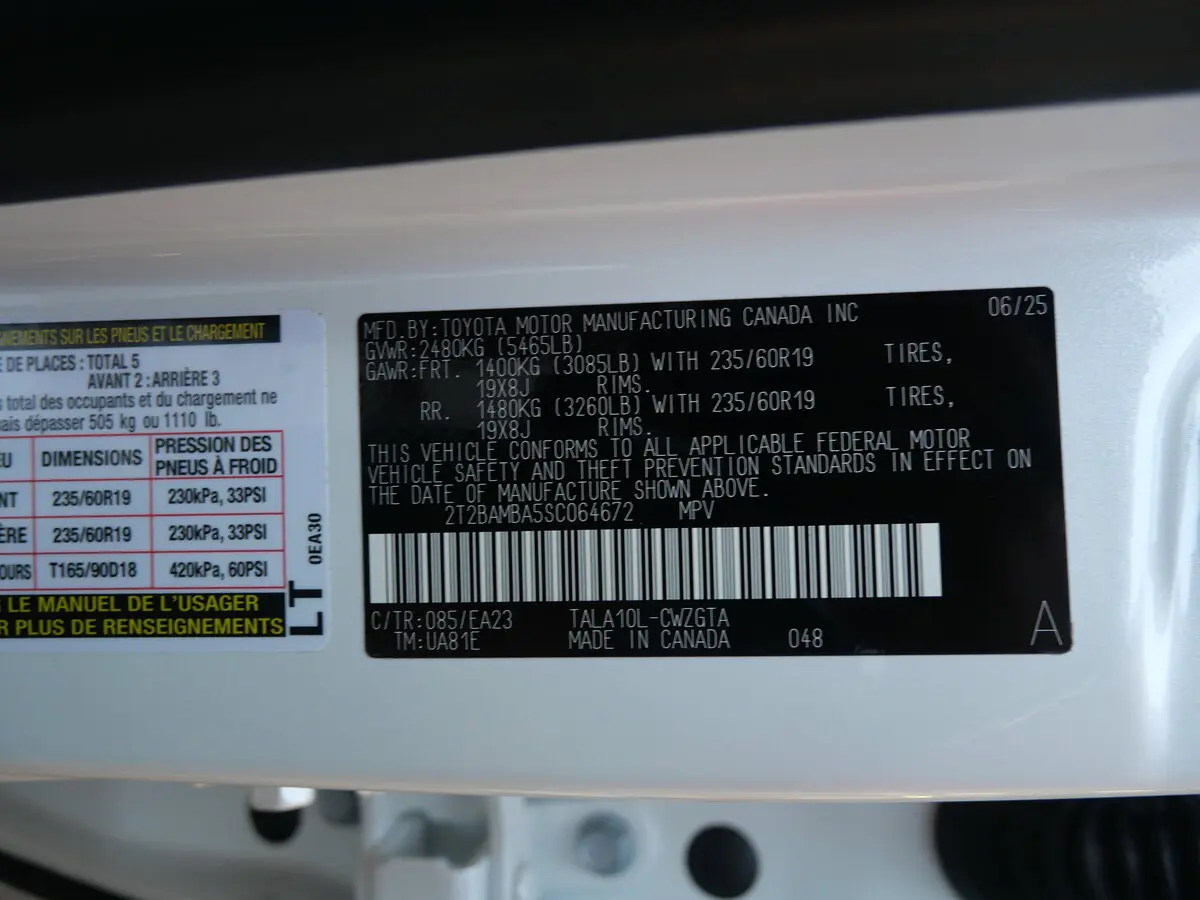 NEMENTS SUR LES PNEUS ET LE CHARGEMENT
E DE PLACES : TOTAL 5
AVANT 2 : ARRIÈRE 3
s total des occupants et du chargement ne
nais dépasser 505 kg ou 1110 lb.
EU DIMENSIONS PRESSION DES PNEUS À FROID
NT 235/60R19 230kPa, 33PSI
ÈRE 235/60R19 230kPa, 33PSI
OURS T165/90D18 420kPa, 60PSI
LE MANUEL DE L'USAGER
R PLUS DE RENSEIGNEMENTS
0EA30
LT
MFD.BY:TOYOTA MOTOR MANUFACTURING CANADA INC 06/25
GVWR:2480KG (5465LB)
GAWR:FRT. 1400KG (3085LB) WITH 235/60R19 TIRES,
19X8J RIMS.
RR. 1480KG (3260LB) WITH 235/60R19 TIRES,
19X8J RIMS.
THIS VEHICLE CONFORMS TO ALL APPLICABLE FEDERAL MOTOR
VEHICLE SAFETY AND THEFT PREVENTION STANDARDS IN EFFECT ON
THE DATE OF MANUFACTURE SHOWN ABOVE.
2T2BAMBA5SC064672 MPV
C/TR:085/EA23 TALA10L-CWZGTA
TM:UA81E MADE IN CANADA 048
A